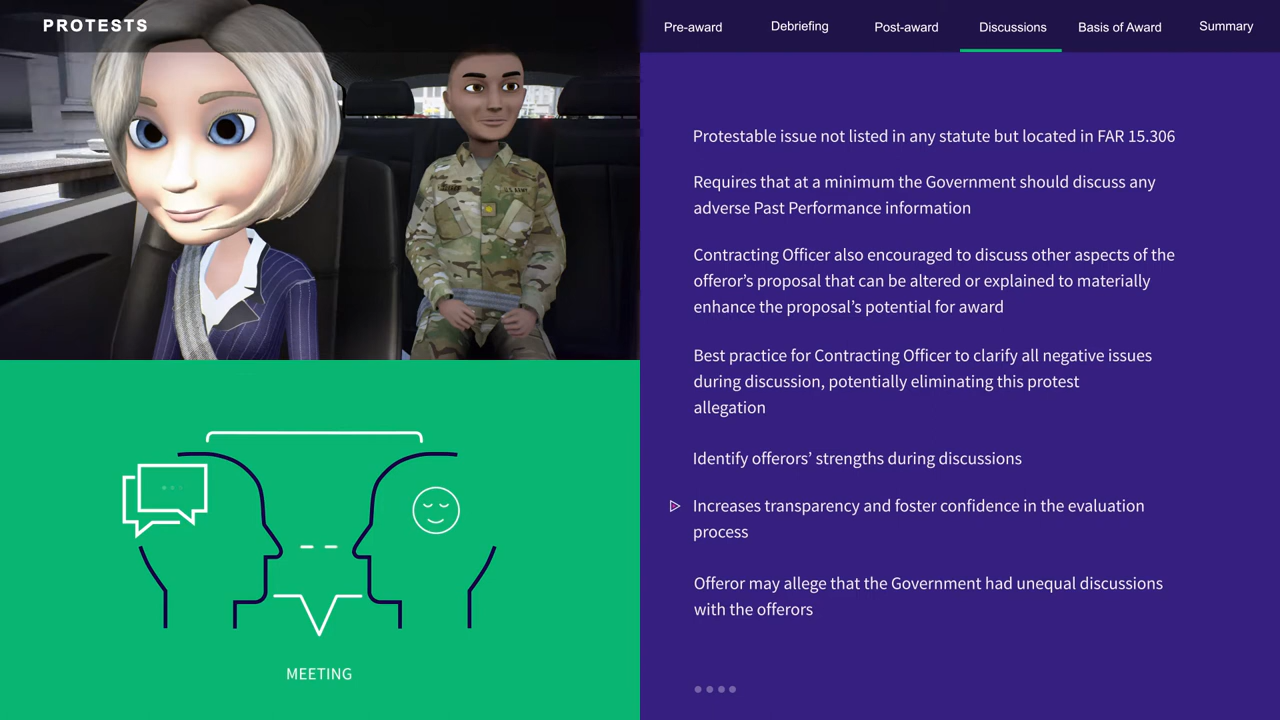 PROTESTS
Pre-award
Debriefing
Post-award
Discussions
Basis of Award
Summary
U.S. ARMY
Protestable issue not listed in any statute but located in FAR 15.306
Requires that at a minimum the Government should discuss any
adverse Past Performance information
Contracting Officer also encouraged to discuss other aspects of the
offeror’s proposal that can be altered or explained to materially
enhance the proposal’s potential for award
Best practice for Contracting Officer to clarify all negative issues
during discussion, potentially eliminating this protest
allegation
Identify offerors’ strengths during discussions
Increases transparency and foster confidence in the evaluation
process
Offeror may allege that the Government had unequal discussions
with the offerors
MEETING